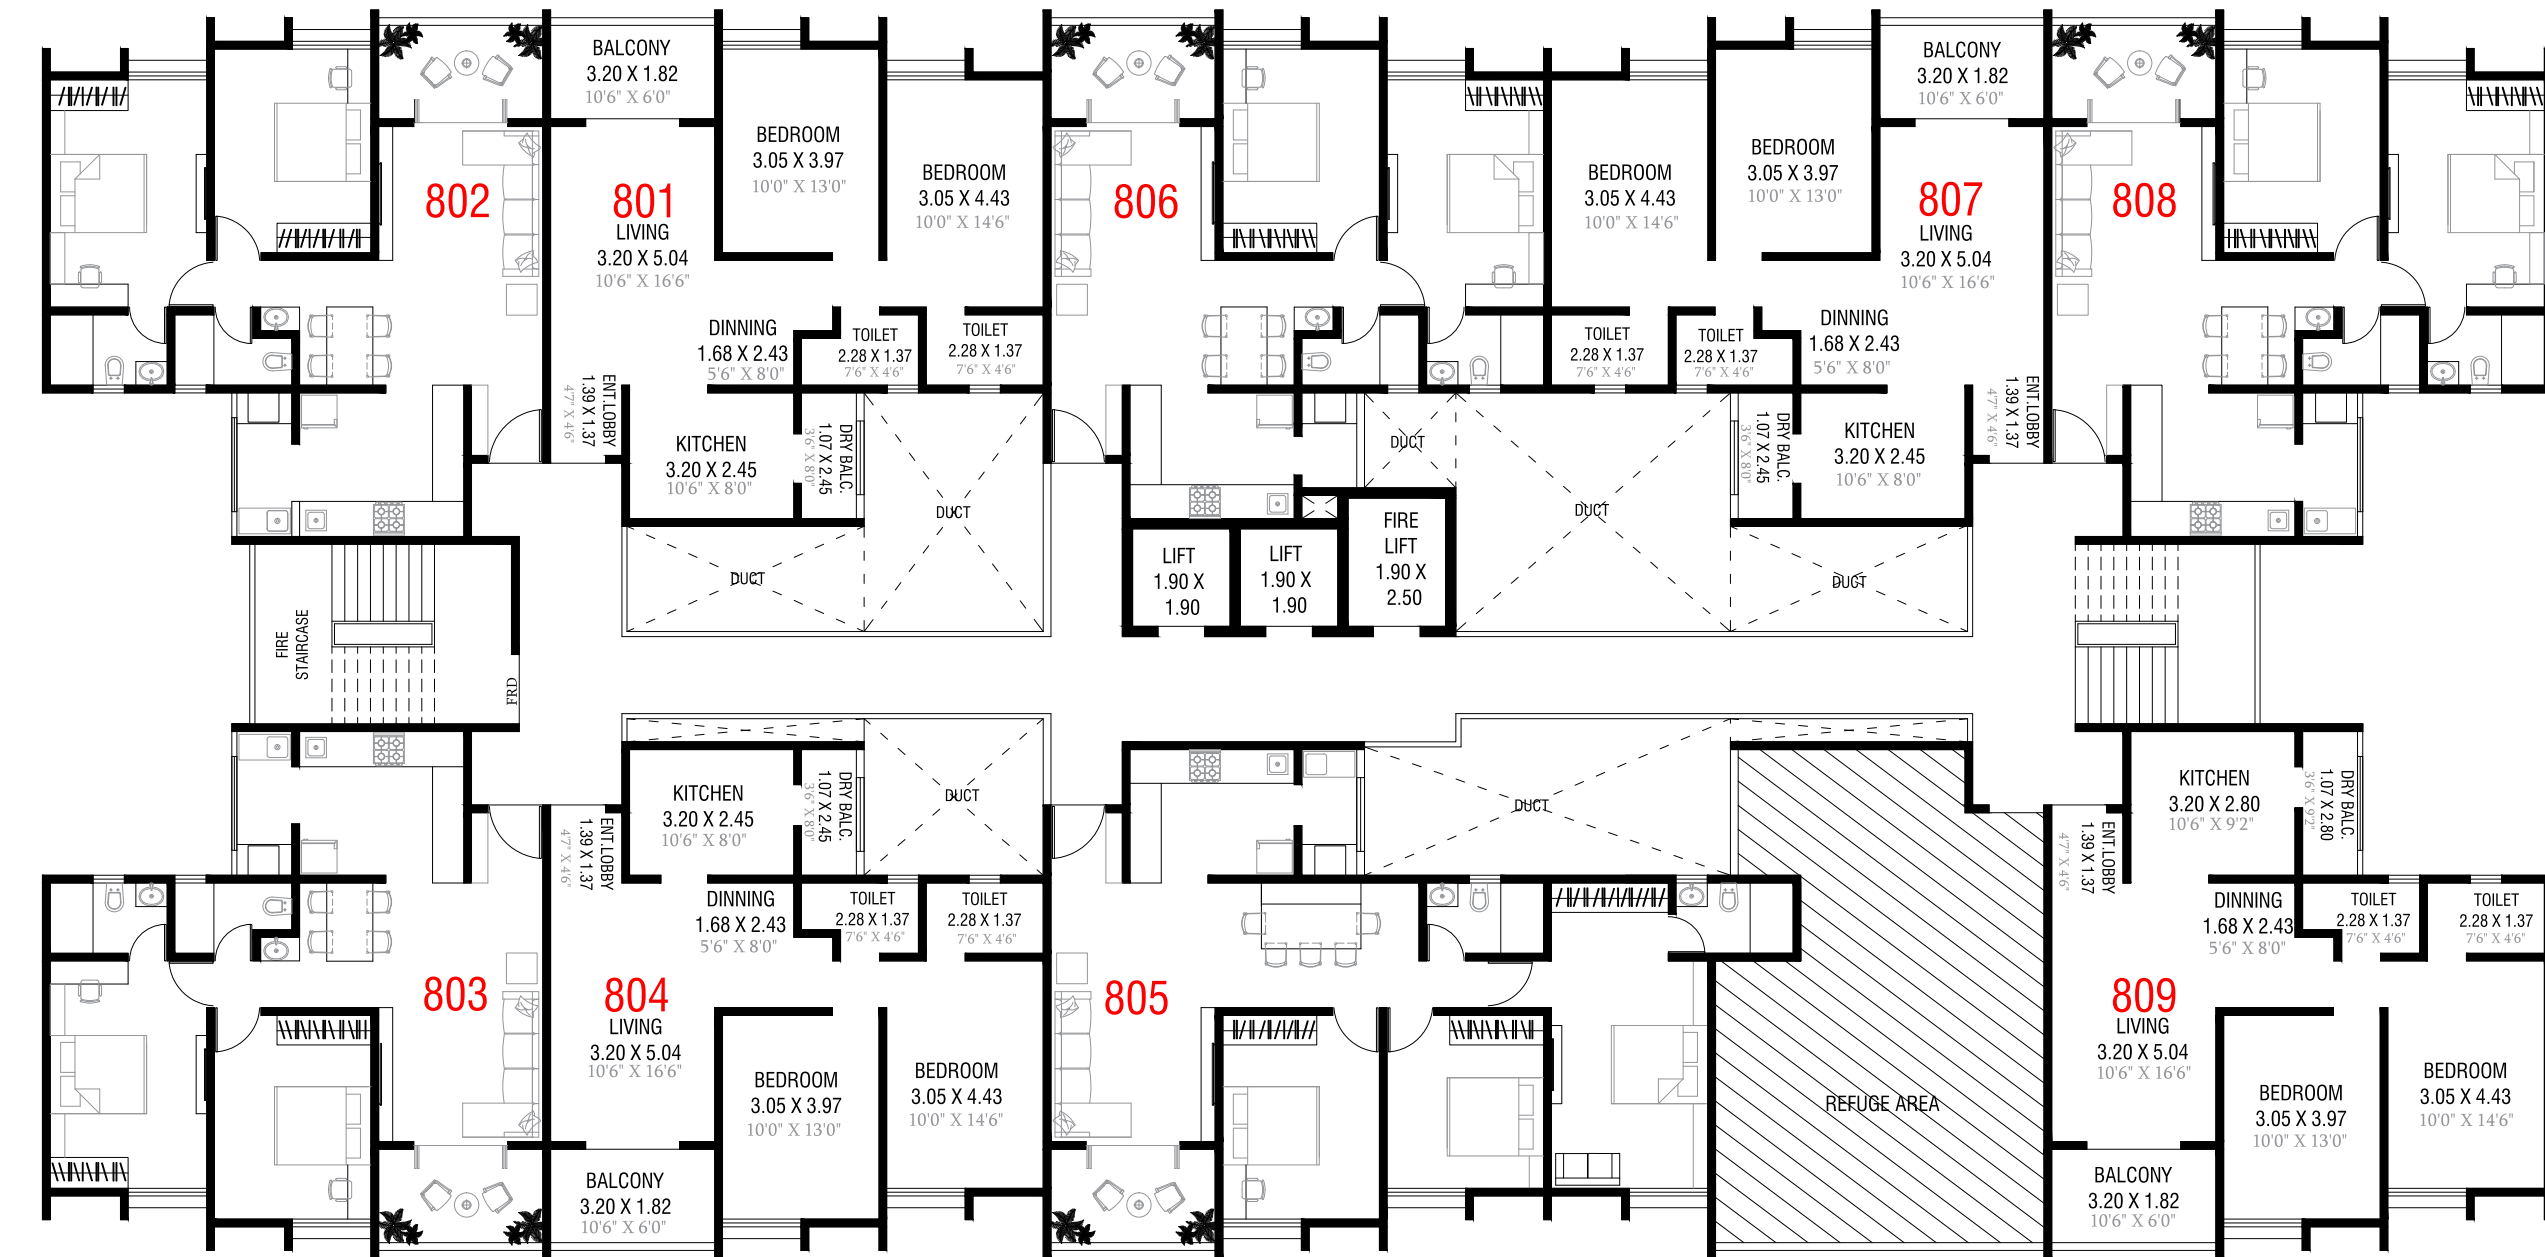 802
801
LIVING
3.20 X 5.04
10'6" X 16'6"
BALCONY
3.20 X 1.82
10'6" X 6'0"
BEDROOM
3.05 X 3.97
10'0" X 13'0"
BEDROOM
3.05 X 4.43
10'0" X 14'6"
DINNING
1.68 X 2.43
5'6" X 8'0"
TOILET
2.28 X 1.37
7'6" X 4'6"
TOILET
2.28 X 1.37
7'6" X 4'6"
ENT.LOBBY
1.39 X 1.37
4'7" X 4'6"
KITCHEN
3.20 X 2.45
10'6" X 8'0"
DRY BALC.
1.07 X 2.45
3'6" X 8'0"
DUCT
DUCT
806
BEDROOM
3.05 X 4.43
10'0" X 14'6"
BEDROOM
3.05 X 3.97
10'0" X 13'0"
BALCONY
3.20 X 1.82
10'6" X 6'0"
807
LIVING
3.20 X 5.04
10'6" X 16'6"
808
TOILET
2.28 X 1.37
7'6" X 4'6"
TOILET
2.28 X 1.37
7'6" X 4'6"
DINNING
1.68 X 2.43
5'6" X 8'0"
ENT.LOBBY
1.39 X 1.37
4'7" X 4'6"
DUCT
DUCT
DRY BALC.
1.07 X 2.45
3'6" X 8'0"
KITCHEN
3.20 X 2.45
10'6" X 8'0"
DUCT
LIFT
1.90 X
1.90
LIFT
1.90 X
1.90
FIRE
LIFT
1.90 X
2.50
FIRE
STAIRCASE
FRD
KITCHEN
3.20 X 2.45
10'6" X 8'0"
DRY BALC.
1.07 X 2.45
3'6" X 8'0"
DUCT
DUCT
KITCHEN
3.20 X 2.80
10'6" X 9'2"
DRY BALC.
1.07 X 2.80
3'6" X 9'2"
ENT.LOBBY
1.39 X 1.37
4'7" X 4'6"
DINNING
1.68 X 2.43
5'6" X 8'0"
TOILET
2.28 X 1.37
7'6" X 4'6"
TOILET
2.28 X 1.37
7'6" X 4'6"
ENT.LOBBY
1.39 X 1.37
4'7" X 4'6"
DINNING
1.68 X 2.43
5'6" X 8'0"
TOILET
2.28 X 1.37
7'6" X 4'6"
TOILET
2.28 X 1.37
7'6" X 4'6"
803
804
LIVING
3.20 X 5.04
10'6" X 16'6"
BEDROOM
3.05 X 3.97
10'0" X 13'0"
BEDROOM
3.05 X 4.43
10'0" X 14'6"
BALCONY
3.20 X 1.82
10'6" X 6'0"
805
REFUGE AREA
809
LIVING
3.20 X 5.04
10'6" X 16'6"
BEDROOM
3.05 X 3.97
10'0" X 13'0"
BEDROOM
3.05 X 4.43
10'0" X 14'6"
BALCONY
3.20 X 1.82
10'6" X 6'0"